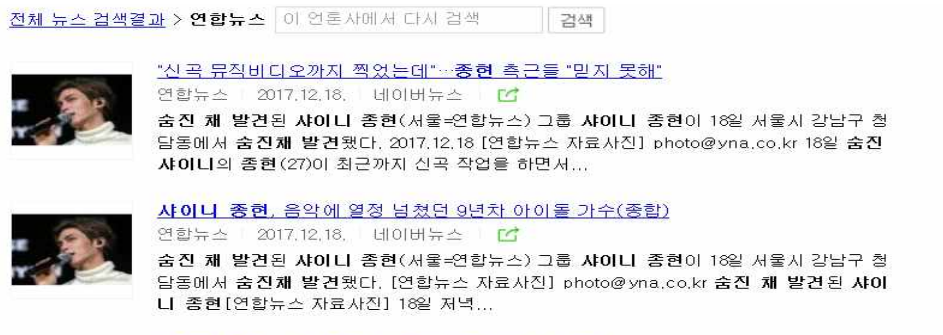 전체 뉴스 검색결과 > 연합뉴스 이 언론사에서 다시 검색 검색
"신곡 뮤직비디오까지 찍었는데"…종현 측근들 "믿지 못해"
연합뉴스 2017.12.18. 네이버뉴스
숨진 채 발견된 샤이니 종현(서울=연합뉴스) 그룹 샤이니 종현이 18일 서울시 강남구 청
담동에서 숨진채 발견됐다. 2017.12.18 [연합뉴스 자료사진] photo@yna.co.kr 18일 숨진
샤이니의 종현(27)이 최근까지 신곡 작업을 하면서...
샤이니 종현, 음악에 열정 넘쳤던 9년차 아이돌 가수(종합)
연합뉴스 2017.12.18. 네이버뉴스
숨진 채 발견된 샤이니 종현(서울=연합뉴스) 그룹 샤이니 종현이 18일 서울시 강남구 청
담동에서 숨진채 발견됐다. [연합뉴스 자료사진] photo@yna.co.kr 숨진 채 발견된 샤이
니 종현[연합뉴스 자료사진] 18일 저녁...